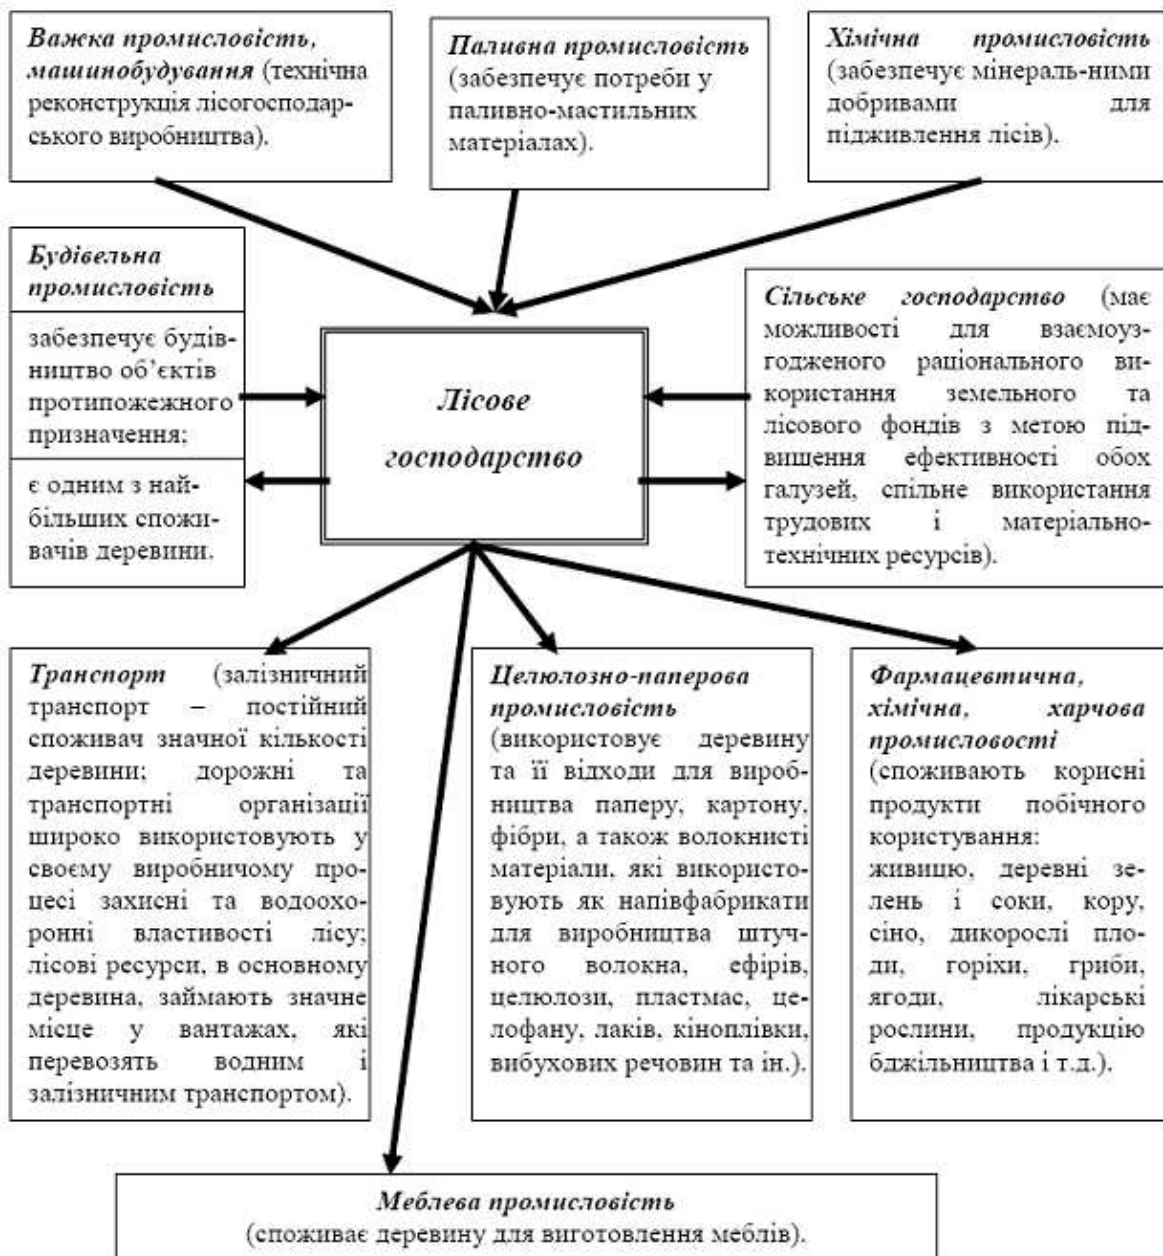 Важка промисловість,
машинобудування (технічна
реконструкція лісогосподар-
ського виробництва).
Паливна промисловість
(забезпечує потреби у
паливно-мастильних
матеріалах).
Хімічна промисловість
(забезпечує мінераль-ними
добривами для
підживлення лісів).
Будівельна
промисловість
забезпечує будів-
ництво об’єктів
протипожежного
призначення;
є одним з най-
більших спожи-
вачів деревини.
Лісове
господарство
Сільське господарство (має
можливості для взаємоуз-
годженого раціонального ви-
користання земельного та
лісового фондів з метою під-
вищення ефективності обох
галузей, спільне використання
трудових і матеріально-
технічних ресурсів).
Транспорт (залізничний
транспорт – постійний
споживач значної кількості
деревини; дорожні та
транспортні організації
широко використовують у
своєму виробничому про-
цесі захисні та водоохо-
ронні властивості лісу;
лісові ресурси, в основному
деревина, займають значне
місце у вантажах, які
перевозять водним і
залізничним транспортом).
Целюлозно-паперова
промисловість
(використовує деревину
та її відходи для вироб-
ництва паперу, картону,
фібри, а також волокнисті
матеріали, які використо-
вують як напівфабрикати
для виробництва штуч-
ного волокна, ефірів,
целюлози, пластмас, це-
лофану, лаків, кіноплівки,
вибухових речовин та ін.).
Фармацевтична,
хімічна, харчова
промисловості
(споживають корисні
продукти побічного
користування:
живицю, деревні зе-
лень і соки, кору,
сіно, дикорослі пло-
ди, горіхи, гриби,
ягоди, лікарські
рослини, продукцію
бджільництва і т.д.).
Меблева промисловість
(споживає деревину для виготовлення меблів).